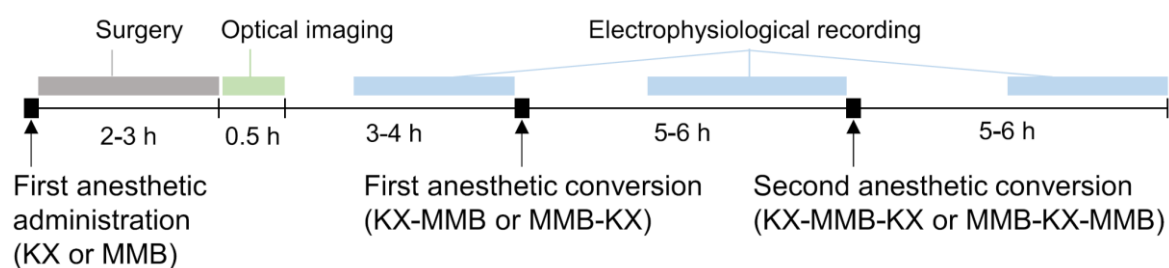 Surgery Optical imaging Electrophysiological recording
2-3 h 0.5 h 3-4 h 5-6 h 5-6 h
First anesthetic
administration
(KX or MMB)
First anesthetic conversion
(KX-MMB or MMB-KX)
Second anesthetic conversion
(KX-MMB-KX or MMB-KX-MMB)